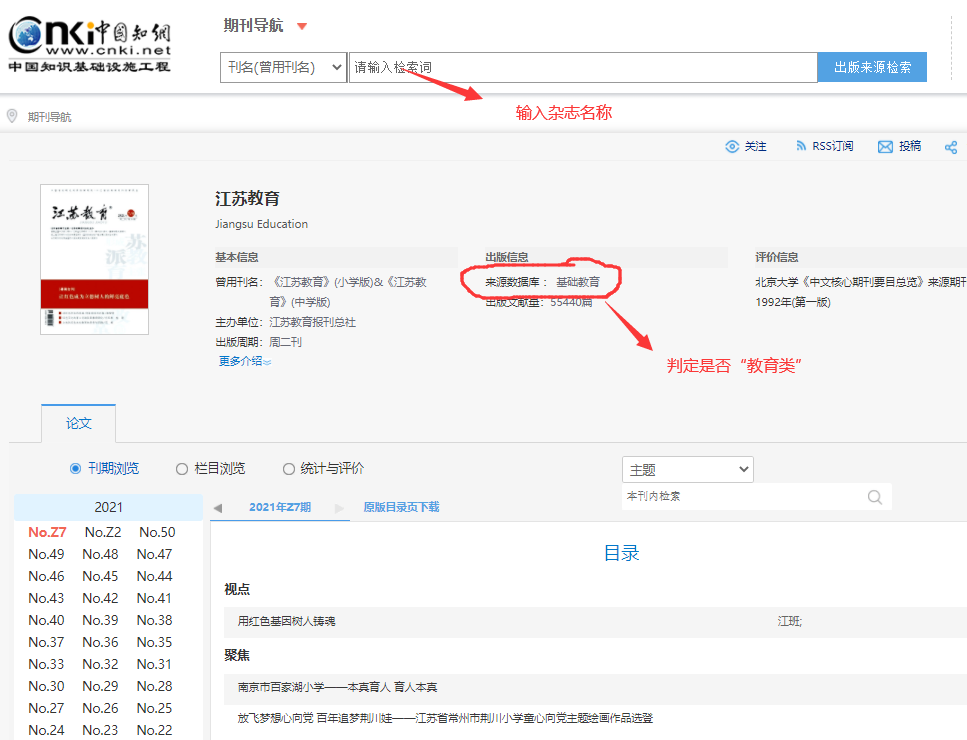 cnki中国知网
www.cnki.net
中国知识基础设施工程
期刊导航
刊名(曾用刊名)
请输入检索词
出版来源检索
输入杂志名称
期刊导航
关注
RSS订阅
投稿
江苏教育
江苏教育
Jiangsu Education
基本信息
曾用刊名：《江苏教育》(小学版)&《江苏教
育》(中学版)
主办单位：江苏教育报刊总社
出版周期：周二刊
更多介绍
出版信息
来源数据库：基础教育
出版文献量：55440篇
评价信息
北京大学《中文核心期刊要目总览》来源期刊
1992年(第一版)
判定是否“教育类”
论文
刊期浏览
栏目浏览
统计与评价
主题
本刊内检索
2021
No.Z7 No.Z2 No.50
No.49 No.48 No.47
No.46 No.45 No.44
No.43 No.42 No.41
No.40 No.39 No.38
No.37 No.36 No.35
No.33 No.32 No.31
No.30 No.29 No.28
No.27 No.26 No.25
No.24 No.23 No.22
2021年Z7期
原版目录页下载
目录
视点
用红色基因树人铸魂 江班;
聚焦
南京市百家湖小学——本真育人 育人本真
放飞梦想心向党 百年追梦荆川娃——江苏省常州市荆川小学童心向党主题绘画作品选登